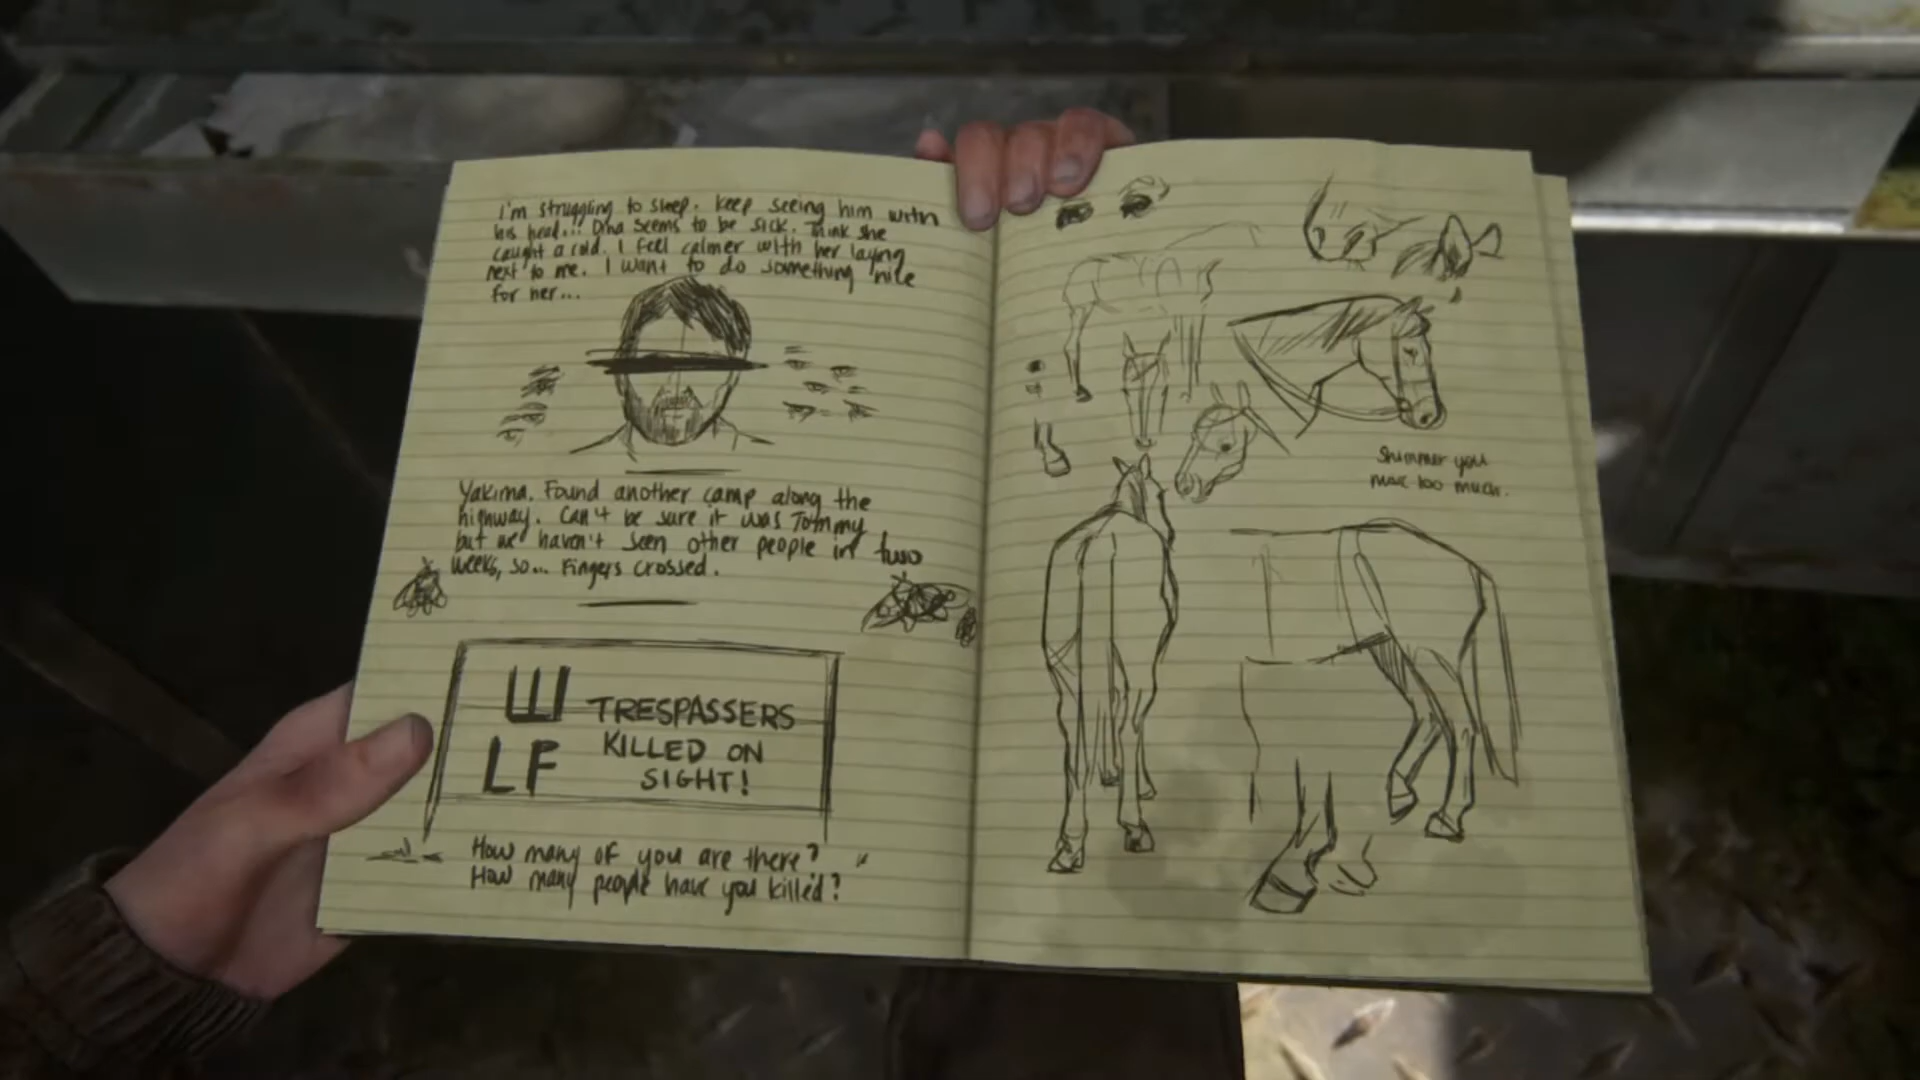 I'm struggling to sleep. Keep seeing him with
his head... Dina seems to be sick. Think she
caught a cold. I feel calmer with her laying
next to me. I want to do something nice
for her...
Yakima. Found another camp along the
highway. Can't be sure it was Tommy
but we haven't seen other people in two
weeks, so... Fingers crossed.
W TRESPASSERS
LF KILLED ON
SIGHT!
How many of you are there?
How many people have you killed?
Shimmer you
move too much.